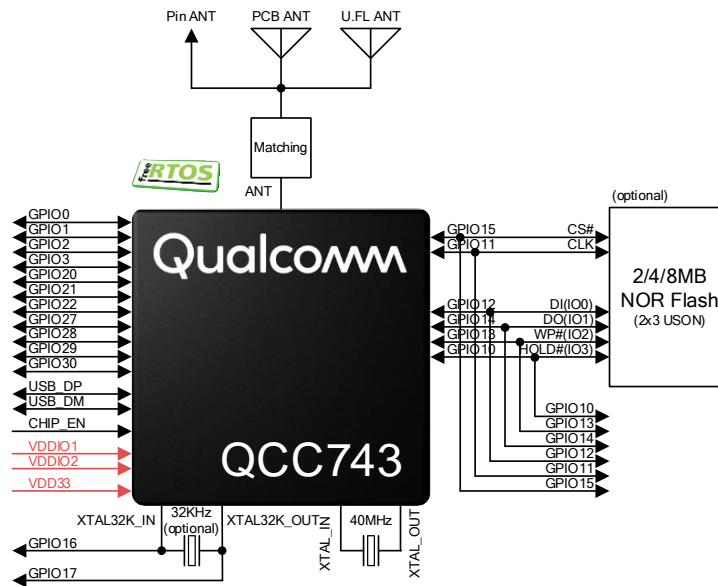 Pin ANT
PCB ANT
U.FL ANT
Matching
free RTOS
ANT
(optional)
GPIO0
GPIO1
GPIO2
GPIO3
GPIO20
GPIO21
GPIO22
GPIO27
GPIO28
GPIO29
GPIO30
USB_DP
USB_DM
CHIP_EN
VDDIO1
VDDIO2
VDD33
Qualcomm
QCC743
GPIO15 CS#
GPIO11 CLK
GPIO12 DI(IO0)
GPIO14 DO(IO1)
GPIO13 WP#(IO2)
GPIO10 HOLD#(IO3)
2/4/8MB
NOR Flash
(2x3 USON)
GPIO10
GPIO13
GPIO14
GPIO12
GPIO11
GPIO15
XTAL32K_IN
32KHz
(optional)
XTAL32K_OUT
XTAL_IN
40MHz
XTAL_OUT
GPIO16
GPIO17